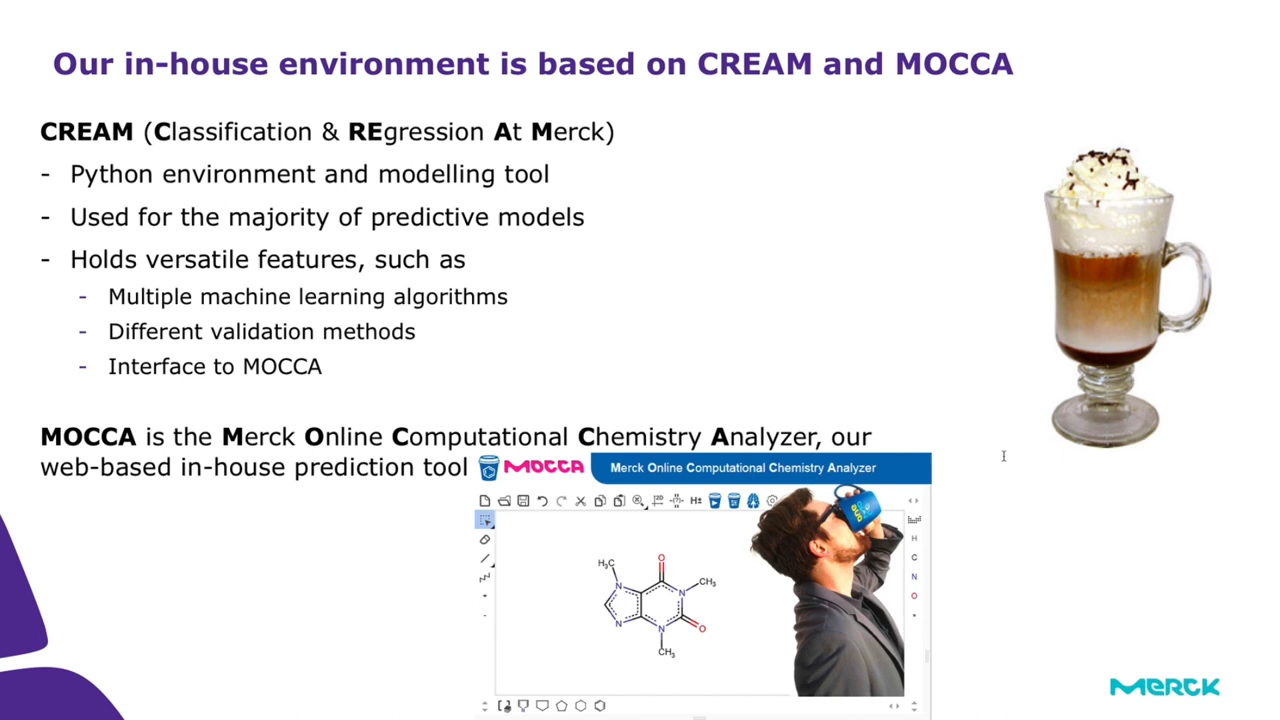 Our in-house environment is based on CREAM and MOCCA
CREAM (Classification & REgression At Merck)
- Python environment and modelling tool
- Used for the majority of predictive models
- Holds versatile features, such as
- Multiple machine learning algorithms
- Different validation methods
- Interface to MOCCA
MOCCA is the Merck Online Computational Chemistry Analyzer, our
web-based in-house prediction tool
MOCCA Merck Online Computational Chemistry Analyzer
H±
H
C
N
O
H₃C
O
CH₃
N
N
N
N
O
CH₃
MERCK